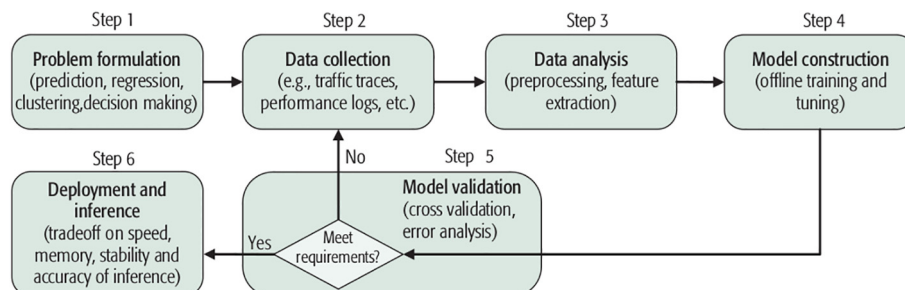 Step 1
Problem formulation
(prediction, regression,
clustering,decision making)
Step 2
Data collection
(e.g., traffic traces,
performance logs, etc.)
Step 3
Data analysis
(preprocessing, feature
extraction)
Step 4
Model construction
(offline training and
tuning)
No
Step 5
Model validation
(cross validation,
error analysis)
Meet
requirements?
Yes
Step 6
Deployment and
inference
(tradeoff on speed,
memory, stability and
accuracy of inference)